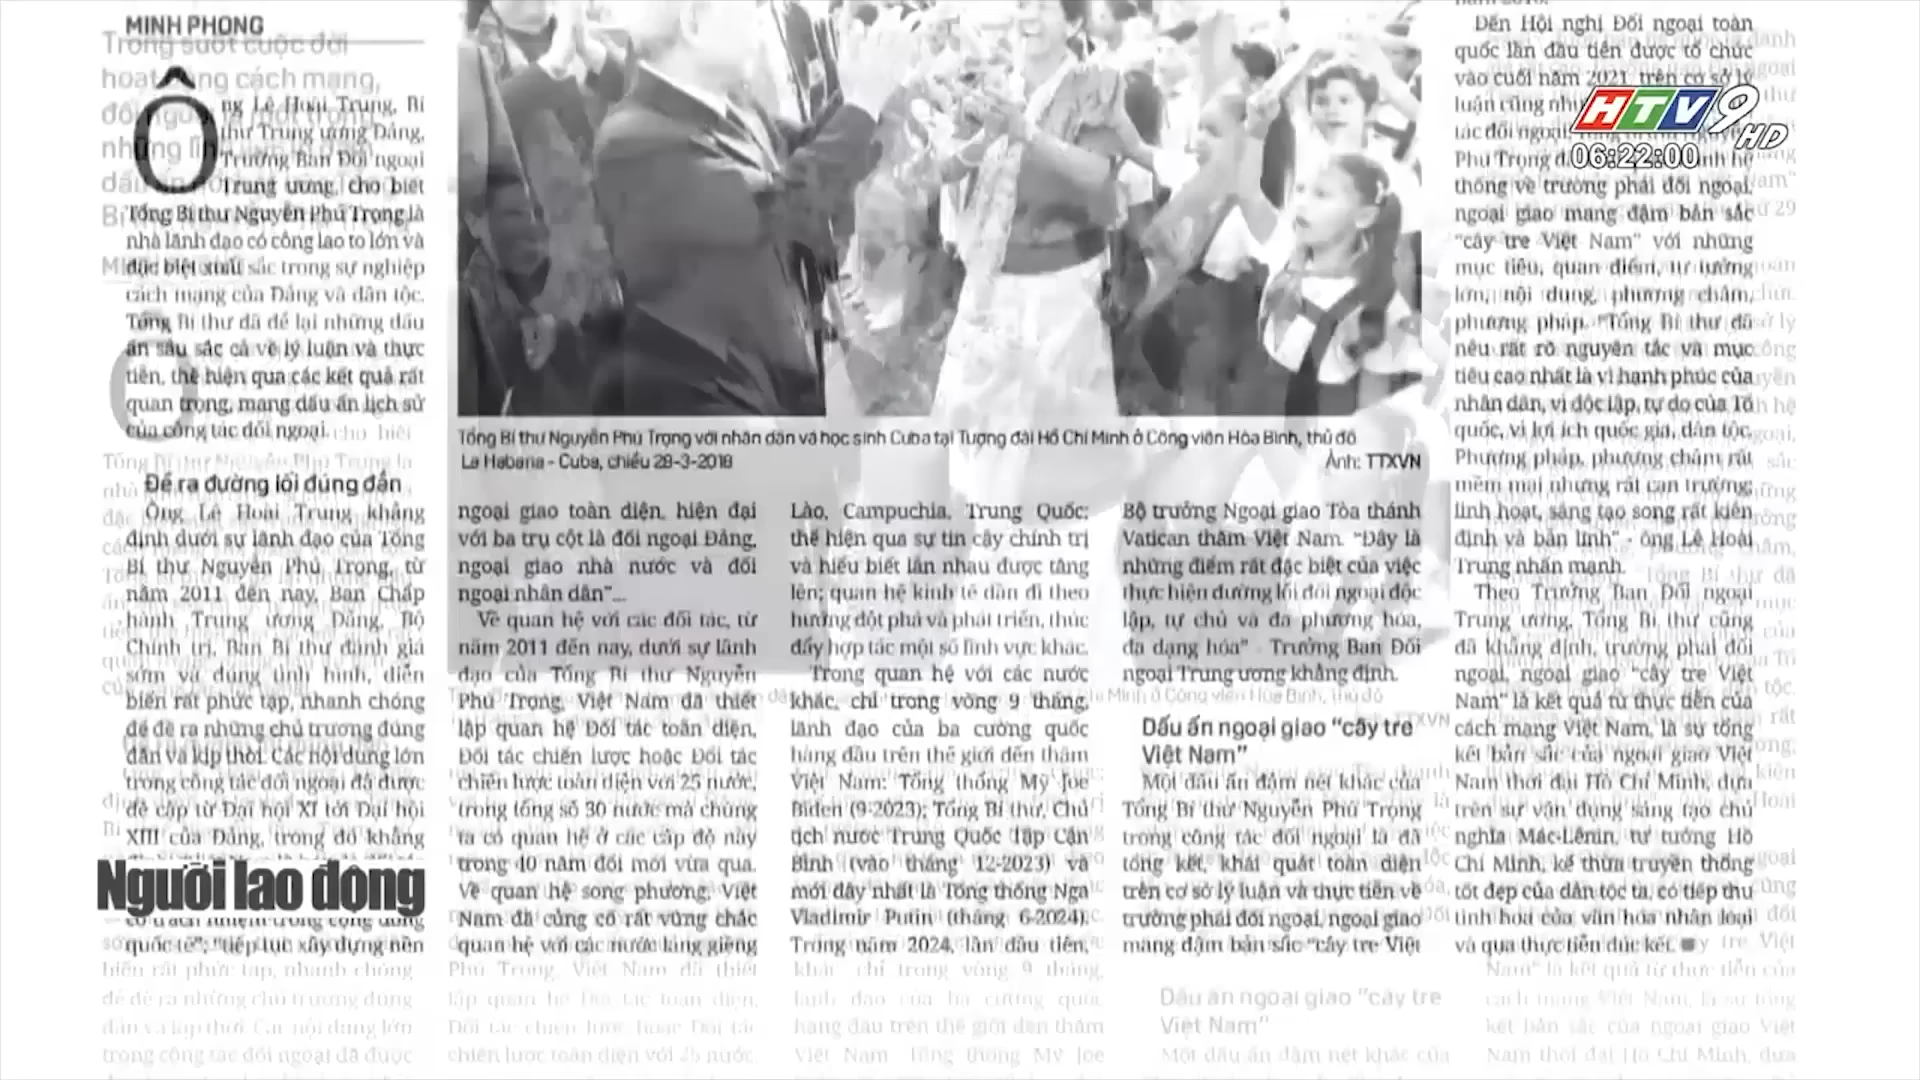 MINH PHONG
Ông Lê Hoài Trung, Bí
thư Trung ương Đảng,
Trưởng Ban Đối ngoại
Trung ương, cho biết
Tổng Bí thư Nguyễn Phú Trọng là
nhà lãnh đạo có công lao to lớn và
đặc biệt xuất sắc trong sự nghiệp
cách mạng của Đảng và dân tộc.
Tổng Bí thư đã để lại những dấu
ấn sâu sắc cả về lý luận và thực
tiễn, thể hiện qua các kết quả rất
quan trọng, mang dấu ấn lịch sử
của công tác đối ngoại.
Đề ra đường lối đúng đắn
Ông Lê Hoài Trung khẳng
định dưới sự lãnh đạo của Tổng
Bí thư Nguyễn Phú Trọng, từ
năm 2011 đến nay, Ban Chấp
hành Trung ương Đảng, Bộ
Chính trị, Ban Bí thư đánh giá
sớm và đúng tình hình, diễn
biến rất phức tạp, nhanh chóng
để đề ra những chủ trương đúng
đắn và kịp thời. Các nội dung lớn
trong công tác đối ngoại đã được
đề cập từ Đại hội XI tới Đại hội
XIII của Đảng, trong đó khẳng
Người lao động
có trách nhiệm trong cộng đồng
quốc tế"; "tiếp tục xây dựng nền
Tổng Bí thư Nguyễn Phú Trọng với nhân dân và học sinh Cuba tại Tượng đài Hồ Chí Minh ở Công viên Hòa Bình, thủ đô
La Habana - Cuba, chiều 28-3-2018 Ảnh: TTXVN
ngoại giao toàn diện, hiện đại
với ba trụ cột là đối ngoại Đảng,
ngoại giao nhà nước và đối
ngoại nhân dân"...
Về quan hệ với các đối tác, từ
năm 2011 đến nay, dưới sự lãnh
đạo của Tổng Bí thư Nguyễn
Phú Trọng, Việt Nam đã thiết
lập quan hệ Đối tác toàn diện,
Đối tác chiến lược hoặc Đối tác
chiến lược toàn diện với 25 nước,
trong tổng số 30 nước mà chúng
ta có quan hệ ở các cấp độ này
trong 40 năm đổi mới vừa qua.
Về quan hệ song phương, Việt
Nam đã củng cố rất vững chắc
quan hệ với các nước láng giềng
Lào, Campuchia, Trung Quốc;
thể hiện qua sự tin cậy chính trị
và hiểu biết lẫn nhau được tăng
lên; quan hệ kinh tế dần đi theo
hướng đột phá và phát triển, thúc
đẩy hợp tác một số lĩnh vực khác.
Trong quan hệ với các nước
khác, chỉ trong vòng 9 tháng,
lãnh đạo của ba cường quốc
hàng đầu trên thế giới đến thăm
Việt Nam: Tổng thống Mỹ Joe
Biden (9-2023); Tổng Bí thư, Chủ
tịch nước Trung Quốc Tập Cận
Bình (vào tháng 12-2023) và
mới đây nhất là Tổng thống Nga
Vladimir Putin (tháng 6-2024).
Trong năm 2024, lần đầu tiên,
Bộ trưởng Ngoại giao Tòa thánh
Vatican thăm Việt Nam. "Đây là
những điểm rất đặc biệt của việc
thực hiện đường lối đối ngoại độc
lập, tự chủ và đa phương hóa,
đa dạng hóa" - Trưởng Ban Đối
ngoại Trung ương khẳng định.
Dấu ấn ngoại giao "cây tre
Việt Nam"
Một dấu ấn đậm nét khác của
Tổng Bí thư Nguyễn Phú Trọng
trong công tác đối ngoại là đã
tổng kết, khái quát toàn diện
trên cơ sở lý luận và thực tiễn về
trường phái đối ngoại, ngoại giao
mang đậm bản sắc "cây tre Việt
Đến Hội nghị Đối ngoại toàn
quốc lần đầu tiên được tổ chức
vào cuối năm 2021, trên cơ sở lý
luận cũng như
tác đối ngoại,
Phú Trọng
thống về trường phái đối ngoại,
ngoại giao mang đậm bản sắc
"cây tre Việt Nam" với những
mục tiêu, quan điểm, tư tưởng
lớn, nội dung, phương châm,
phương pháp. "Tổng Bí thư đã
nêu rất rõ nguyên tắc và mục
tiêu cao nhất là vì hạnh phúc của
nhân dân, vì độc lập, tự do của Tổ
quốc, vì lợi ích quốc gia, dân tộc.
Phương pháp, phương châm rất
mềm mại nhưng rất can trường;
linh hoạt, sáng tạo song rất kiên
định và bản lĩnh" - ông Lê Hoài
Trung nhấn mạnh.
Theo Trưởng Ban Đối ngoại
Trung ương, Tổng Bí thư cũng
đã khẳng định, trường phái đối
ngoại, ngoại giao "cây tre Việt
Nam" là kết quả từ thực tiễn của
cách mạng Việt Nam, là sự tổng
kết bản sắc của ngoại giao Việt
Nam thời đại Hồ Chí Minh, dựa
trên sự vận dụng sáng tạo chủ
nghĩa Mác-Lênin, tư tưởng Hồ
Chí Minh, kế thừa truyền thống
tốt đẹp của dân tộc ta, có tiếp thu
tinh hoa của văn hóa nhân loại
và qua thực tiễn đúc kết.
HTV9 HD
06:22:00